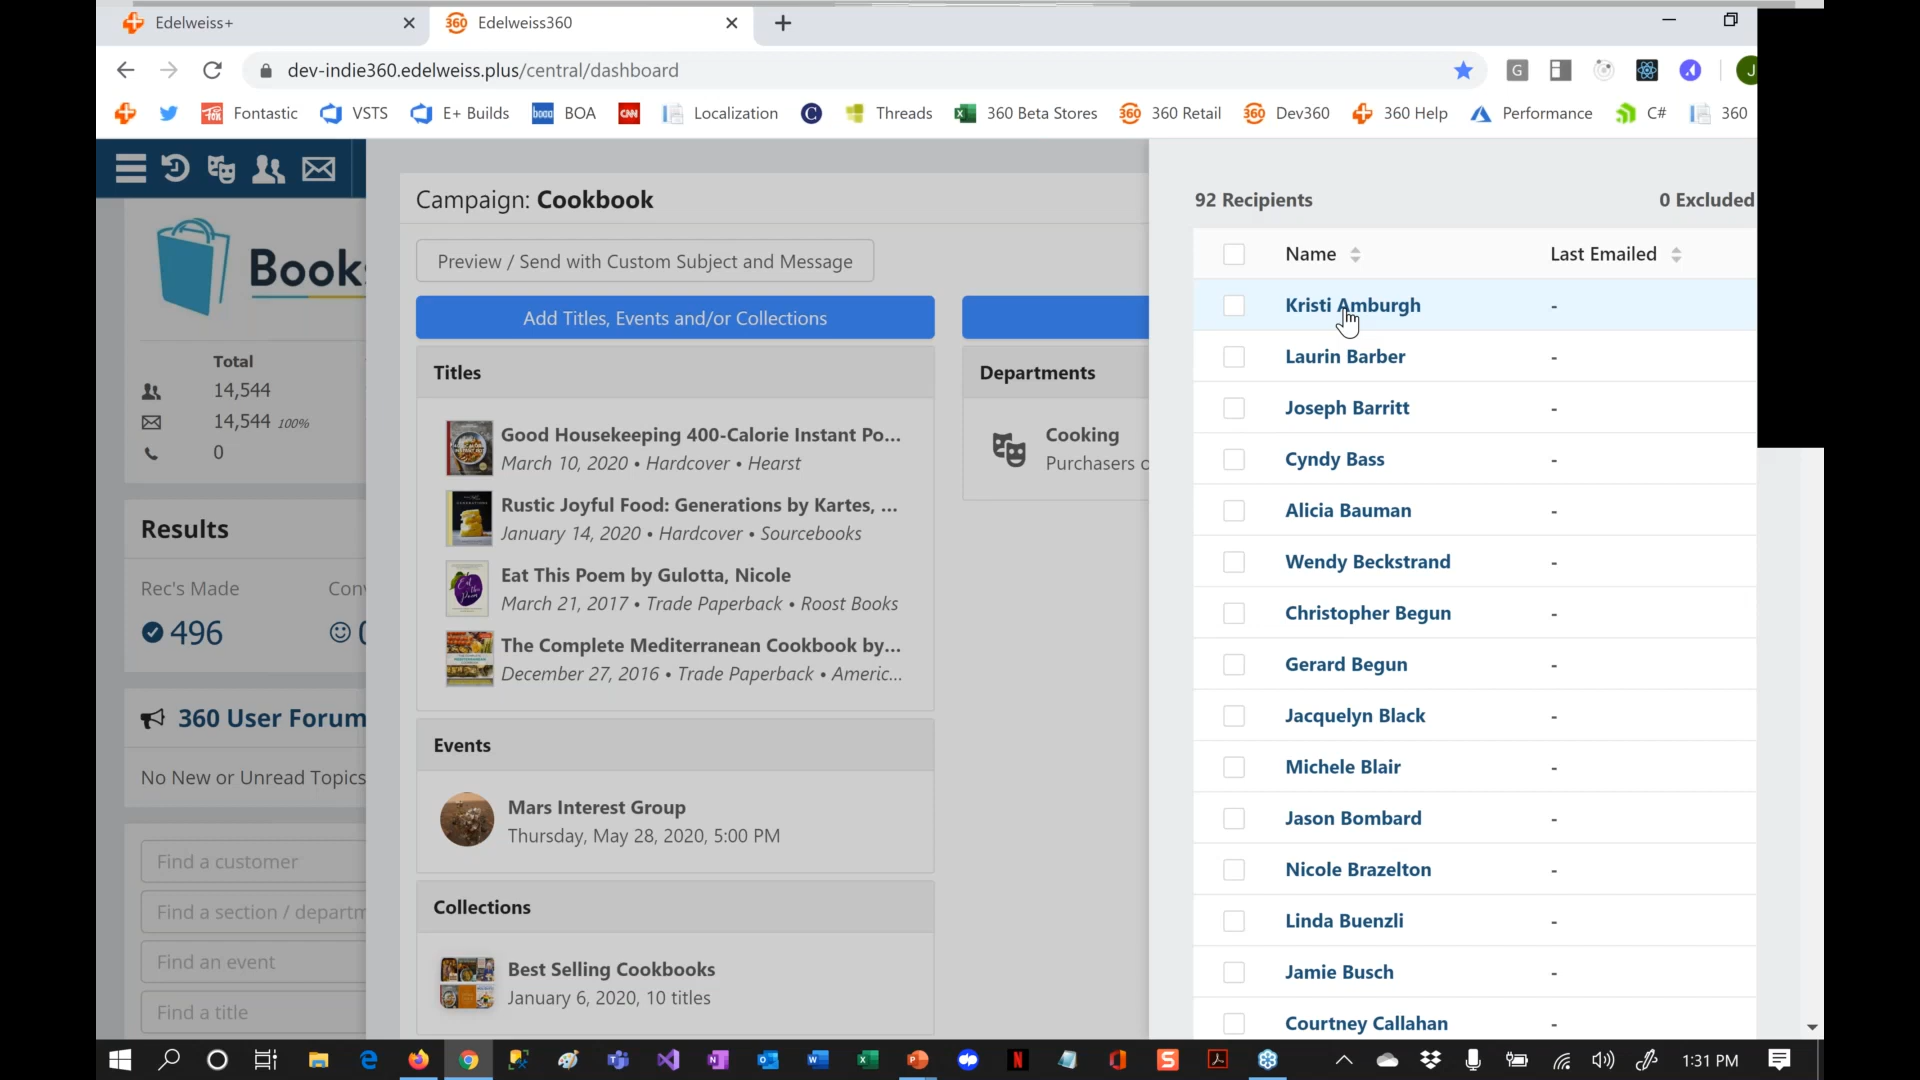 Edelweiss+
360 Edelweiss360
dev-indie360.edelweiss.plus/central/dashboard
G
J
Fontastic
VSTS
E+ Builds
BOA
CNN
Localization
C
Threads
360 Beta Stores
360 360 Retail
360 Dev360
360 Help
Performance
C#
360
Campaign: Cookbook
92 Recipients
0 Excluded
Preview / Send with Custom Subject and Message
Name
Last Emailed
Books
Add Titles, Events and/or Collections
Kristi Amburgh -
Laurin Barber -
Joseph Barritt -
Cyndy Bass -
Alicia Bauman -
Wendy Beckstrand -
Christopher Begun -
Gerard Begun -
Jacquelyn Black -
Michele Blair -
Jason Bombard -
Nicole Brazelton -
Linda Buenzli -
Jamie Busch -
Courtney Callahan -
Total
14,544
14,544 100%
0
Titles
Good Housekeeping 400-Calorie Instant Po...
March 10, 2020 • Hardcover • Hearst
Rustic Joyful Food: Generations by Kartes, ...
January 14, 2020 • Hardcover • Sourcebooks
Eat This Poem by Gulotta, Nicole
March 21, 2017 • Trade Paperback • Roost Books
The Complete Mediterranean Cookbook by...
December 27, 2016 • Trade Paperback • Americ...
Departments
Cooking
Purchasers
Results
Rec's Made
496
360 User Forum
No New or Unread Topics
Find a customer
Find a section / departm
Find an event
Find a title
Events
Mars Interest Group
Thursday, May 28, 2020, 5:00 PM
Collections
Best Selling Cookbooks
January 6, 2020, 10 titles
1:31 PM